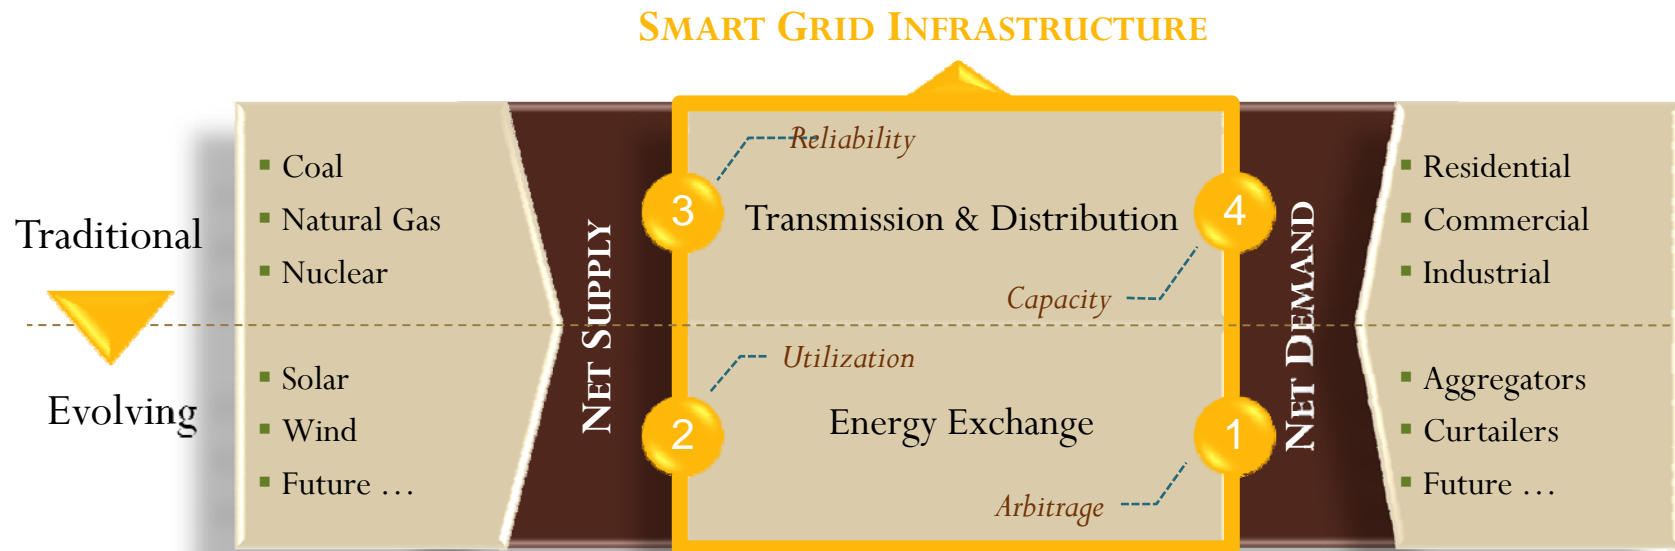 SMART GRID INFRASTRUCTURE
Traditional
Evolving
▪ Coal
▪ Natural Gas
▪ Nuclear
▪ Solar
▪ Wind
▪ Future …
NET SUPPLY
Reliability
3
Transmission & Distribution
4
Capacity
Utilization
2
Energy Exchange
1
Arbitrage
NET DEMAND
▪ Residential
▪ Commercial
▪ Industrial
▪ Aggregators
▪ Curtailers
▪ Future …